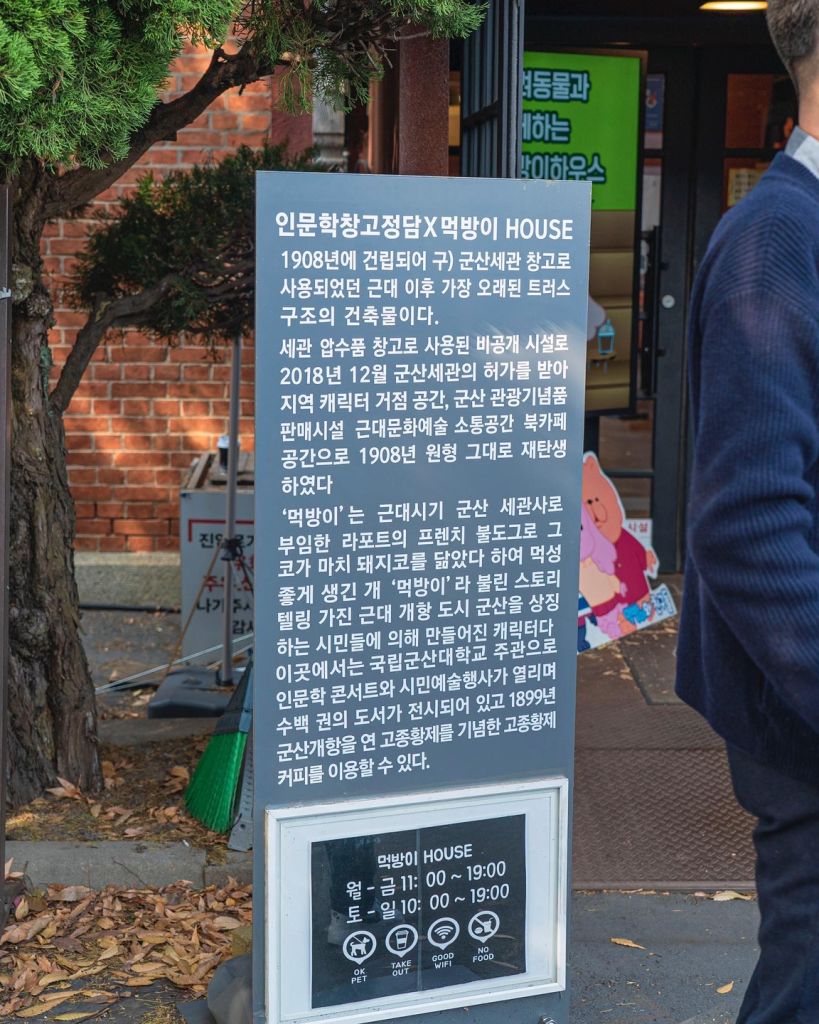 인문학창고정담X먹방이 HOUSE
1908년에 건립되어 구) 군산세관 창고로
사용되었던 근대 이후 가장 오래된 트러스
구조의 건축물이다.
세관 압수품 창고로 사용된 비공개 시설로
2018년 12월 군산세관의 허가를 받아
지역 캐릭터 거점 공간, 군산 관광기념품
판매시설 근대문화예술 소통공간 북카페
공간으로 1908년 원형 그대로 재탄생
하였다
‘먹방이’는 근대시기 군산 세관사로
부임한 라포트의 프렌치 불도그로 그
코가 마치 돼지코를 닮았다 하여 먹성
좋게 생긴 개 ‘먹방이’라 불린 스토리
텔링 가진 근대 개항 도시 군산을 상징
하는 시민들에 의해 만들어진 캐릭터다
이곳에서는 국립군산대학교 주관으로
인문학 콘서트와 시민예술행사가 열리며
수백 권의 도서가 전시되어 있고 1899년
군산개항을 연 고종황제를 기념한 고종황제
커피를 이용할 수 있다.
먹방이 HOUSE
월 - 금 11: 00 ~ 19:00
토 - 일 10: 00 ~ 19:00
OK PET
TAKE OUT
GOOD WIFI
NO FOOD
려동물과
하는
방이하우스
시설